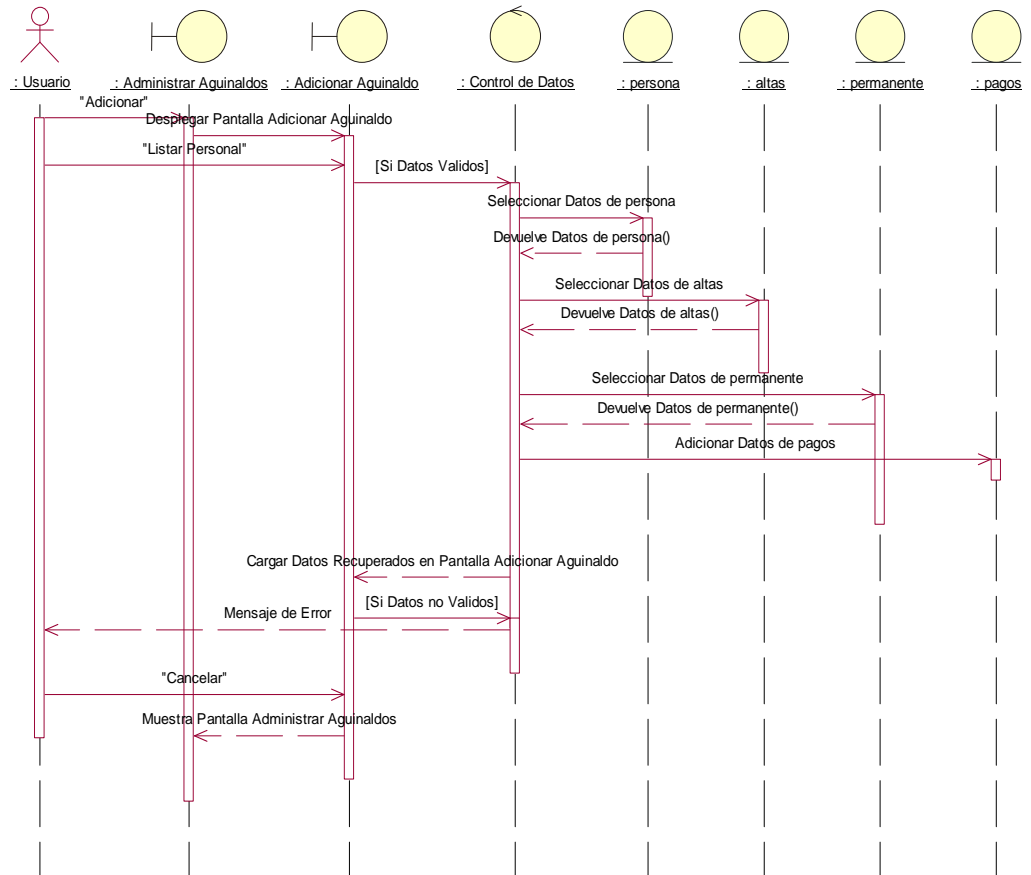 : Usuario
: Administrar Aguinaldos
: Adicionar Aguinaldo
: Control de Datos
: persona
: altas
: permanente
: pagos
"Adicionar"
Desplegar Pantalla Adicionar Aguinaldo
"Listar Personal"
[Si Datos Validos]
Seleccionar Datos de persona
Devuelve Datos de persona()
Seleccionar Datos de altas
Devuelve Datos de altas()
Seleccionar Datos de permanente
Devuelve Datos de permanente()
Adicionar Datos de pagos
Cargar Datos Recuperados en Pantalla Adicionar Aguinaldo
[Si Datos no Validos]
Mensaje de Error
"Cancelar"
Muestra Pantalla Administrar Aguinaldos